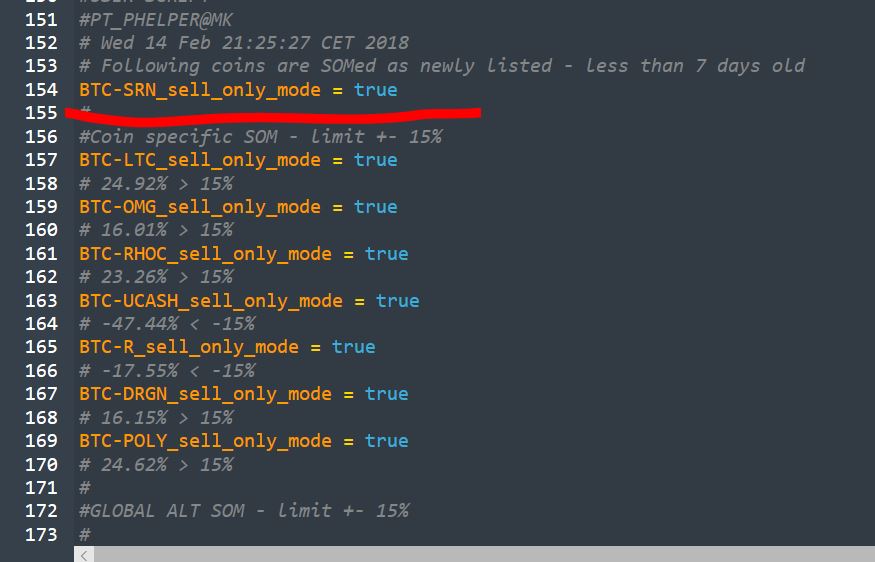 151 #PT_PHELPER@MK
152 # Wed 14 Feb 21:25:27 CET 2018
153 # Following coins are SOMed as newly listed - less than 7 days old
154 BTC-SRN_sell_only_mode = true
155 #
156 #Coin specific SOM - limit +- 15%
157 BTC-LTC_sell_only_mode = true
158 # 24.92% > 15%
159 BTC-OMG_sell_only_mode = true
160 # 16.01% > 15%
161 BTC-RHOC_sell_only_mode = true
162 # 23.26% > 15%
163 BTC-UCASH_sell_only_mode = true
164 # -47.44% < -15%
165 BTC-R_sell_only_mode = true
166 # -17.55% < -15%
167 BTC-DRGN_sell_only_mode = true
168 # 16.15% > 15%
169 BTC-POLY_sell_only_mode = true
170 # 24.62% > 15%
171 #
172 #GLOBAL ALT SOM - limit +- 15%
173 #